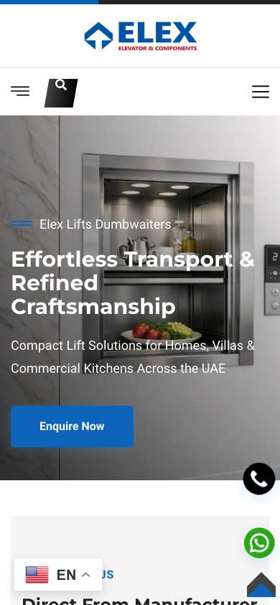 ELEX
ELEVATOR & COMPONENTS
Elex Lifts Dumbwaiters
Effortless Transport &
Refined
Craftsmanship
Compact Lift Solutions for Homes, Villas &
Commercial Kitchens Across the UAE
Enquire Now
US
EN
Direct From Manufacturer